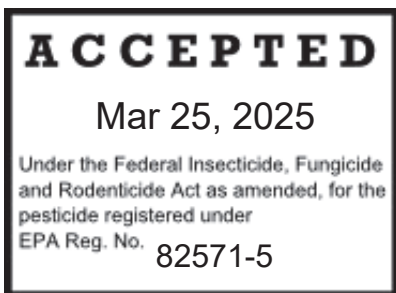 ACCEPTED
Mar 25, 2025
Under the Federal Insecticide, Fungicide
and Rodenticide Act as amended, for the
pesticide registered under
EPA Reg. No. 82571-5